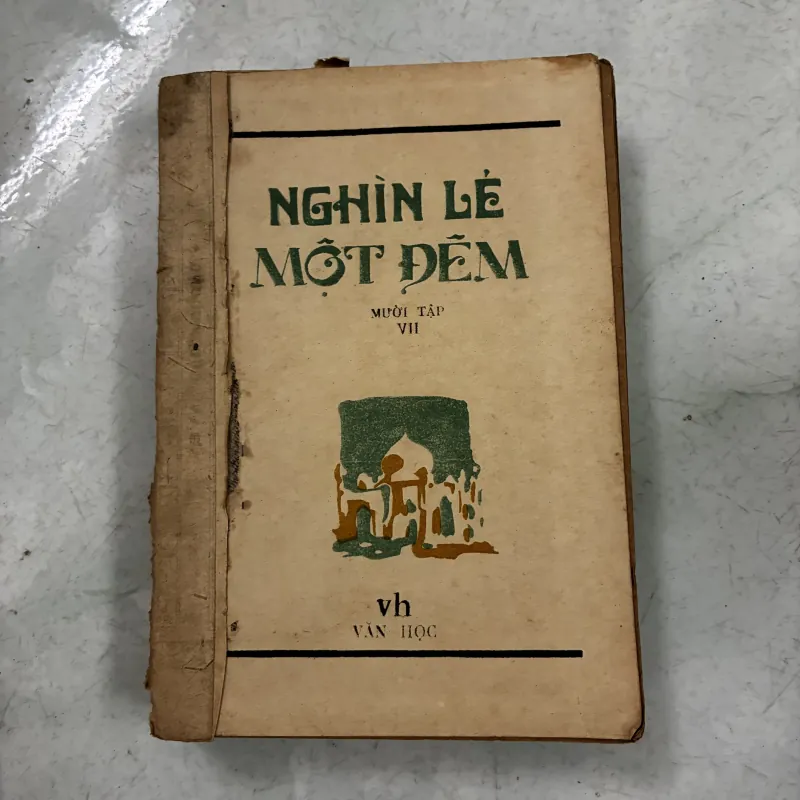 NGHÌN LẺ
MỘT ĐÊM
MƯỜI TẬP
VII
vh
VĂN HỌC